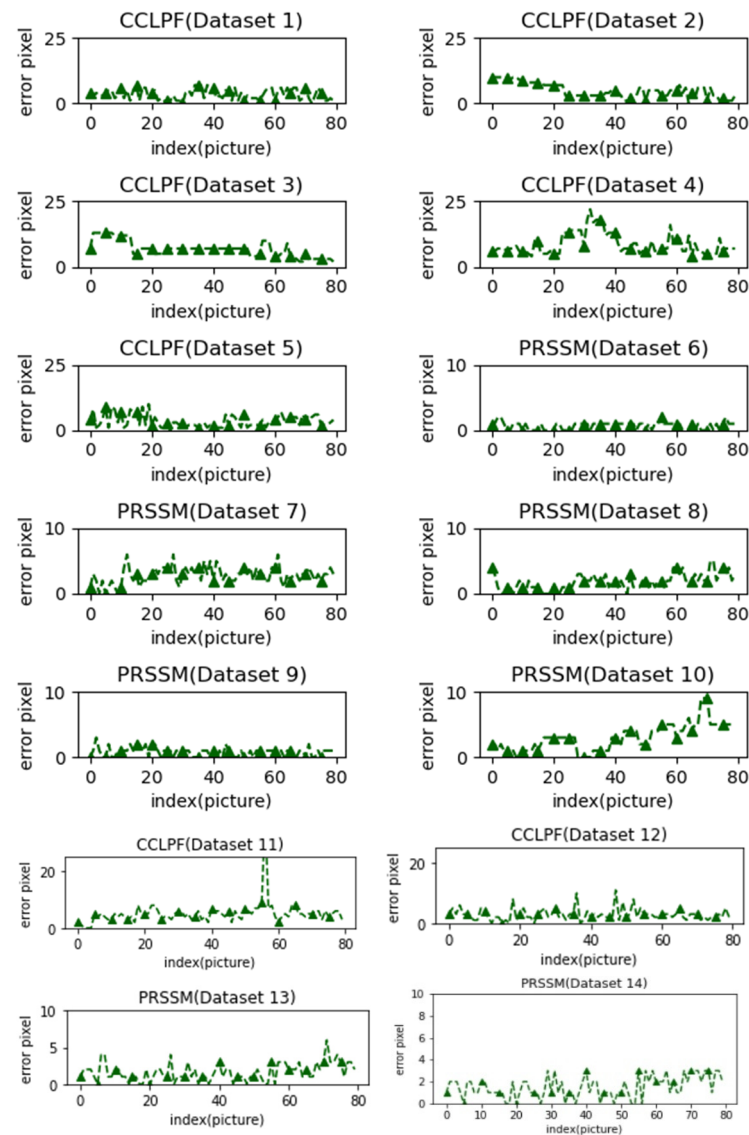 CCLPF(Dataset 1)
25
0
error pixel
0 20 40 60 80
index(picture)
CCLPF(Dataset 2)
25
0
error pixel
0 20 40 60 80
index(picture)
CCLPF(Dataset 3)
25
0
error pixel
0 20 40 60 80
index(picture)
CCLPF(Dataset 4)
25
0
error pixel
0 20 40 60 80
index(picture)
CCLPF(Dataset 5)
25
0
error pixel
0 20 40 60 80
index(picture)
PRSSM(Dataset 6)
10
0
error pixel
0 20 40 60 80
index(picture)
PRSSM(Dataset 7)
10
0
error pixel
0 20 40 60 80
index(picture)
PRSSM(Dataset 8)
10
0
error pixel
0 20 40 60 80
index(picture)
PRSSM(Dataset 9)
10
0
error pixel
0 20 40 60 80
index(picture)
PRSSM(Dataset 10)
10
0
error pixel
0 20 40 60 80
index(picture)
CCLPF(Dataset 11)
20
0
error pixel
0 20 40 60 80
index(picture)
CCLPF(Dataset 12)
20
0
error pixel
0 10 20 30 40 50 60 70 80
index(picture)
PRSSM(Dataset 13)
10
5
0
error pixel
0 10 20 30 40 50 60 70 80
index(picture)
PRSSM(Dataset 14)
10
8
6
4
2
0
error pixel
0 10 20 30 40 50 60 70 80
index(picture)